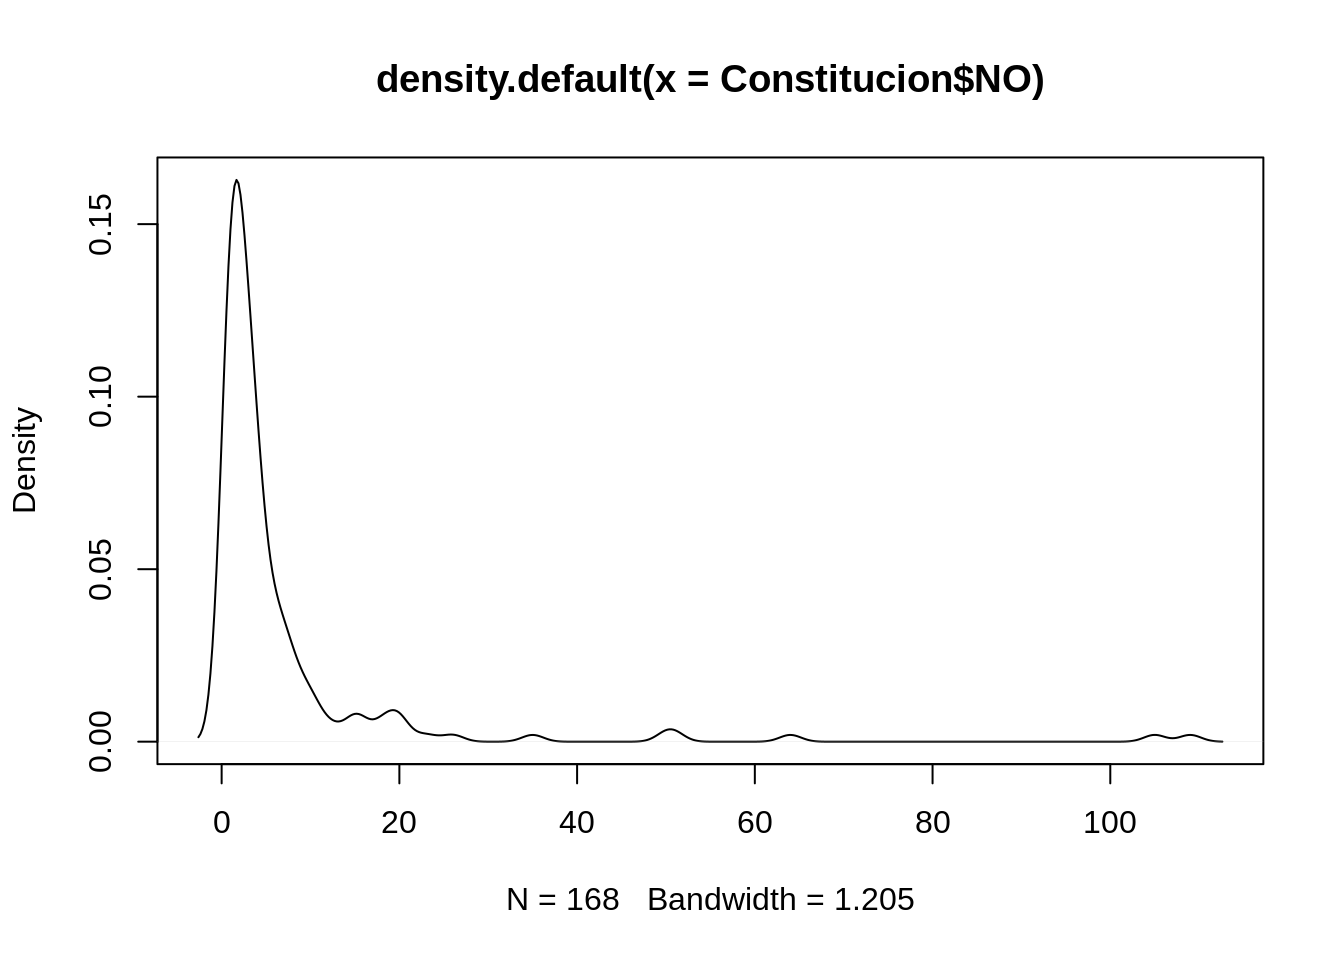 density.default(x = Constitucion$NO)
Density
0.15
0.10
0.05
0.00
0 20 40 60 80 100
N = 168 Bandwidth = 1.205